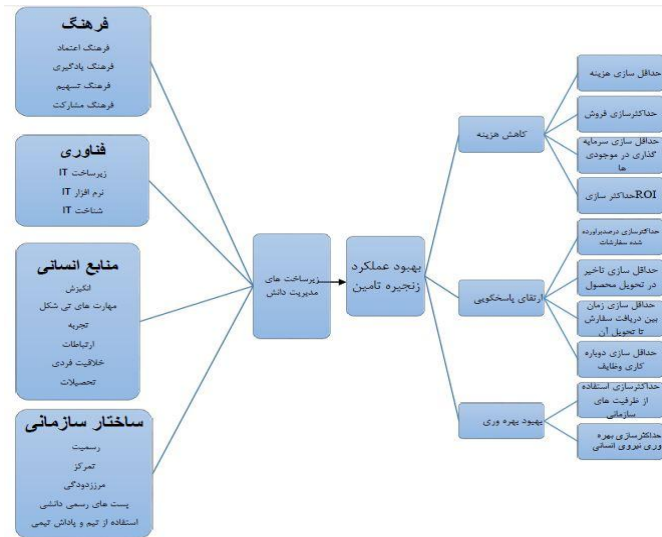 فرهنگ
فرهنگ اعتماد
فرهنگ یادگیری
فرهنگ تسهیم
فرهنگ مشارکت
فناوری
زیرساخت IT
نرم افزار IT
شناخت IT
منابع انسانی
انگیزش
مهارت های تی شکل
تجربه
ارتباطات
خلاقیت فردی
تحصیلات
ساختار سازمانی
رسمیت
تمرکز
مرززدودگی
پست های رسمی دانشی
استفاده از تیم و پاداش تیمی
زیرساخت های
مدیریت دانش
بهبود عملکرد
زنجیره تامین
کاهش هزینه
حداقل سازی هزینه
حداکثرسازی فروش
حداقل سازی سرمایه
گذاری در موجودی
ها
ROIحداکثر سازی
ارتقای پاسخگویی
حداکثرسازی درصدبراورده
شده سفارشات
حداقل سازی تاخیر
در تحویل محصول
حداقل سازی زمان
بین دریافت سفارش
تا تحویل آن
حداقل سازی دوباره
کاری وظایف
بهبود بهره وری
حداکثرسازی استفاده
از ظرفیت های
سازمانی
حداکثرسازی بهره
وری نیروی انسانی